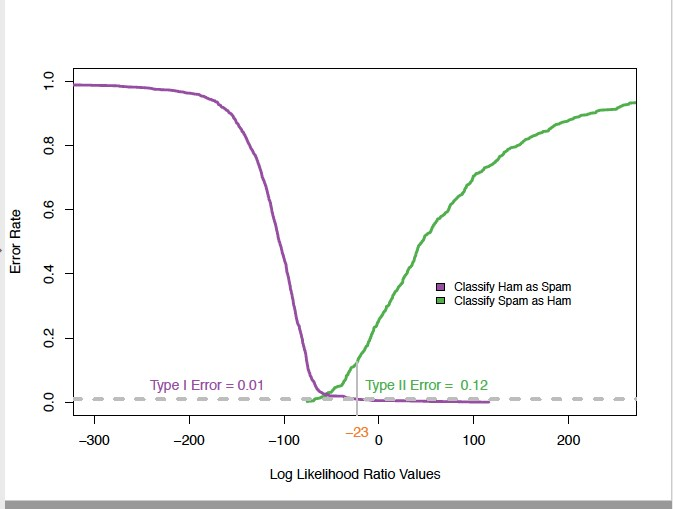 1.0
0.8
0.6
0.4
0.2
0.0
Error Rate
Classify Ham as Spam
Classify Spam as Ham
Type I Error = 0.01
Type II Error = 0.12
−300
−200
−100
−23
0
100
200
Log Likelihood Ratio Values